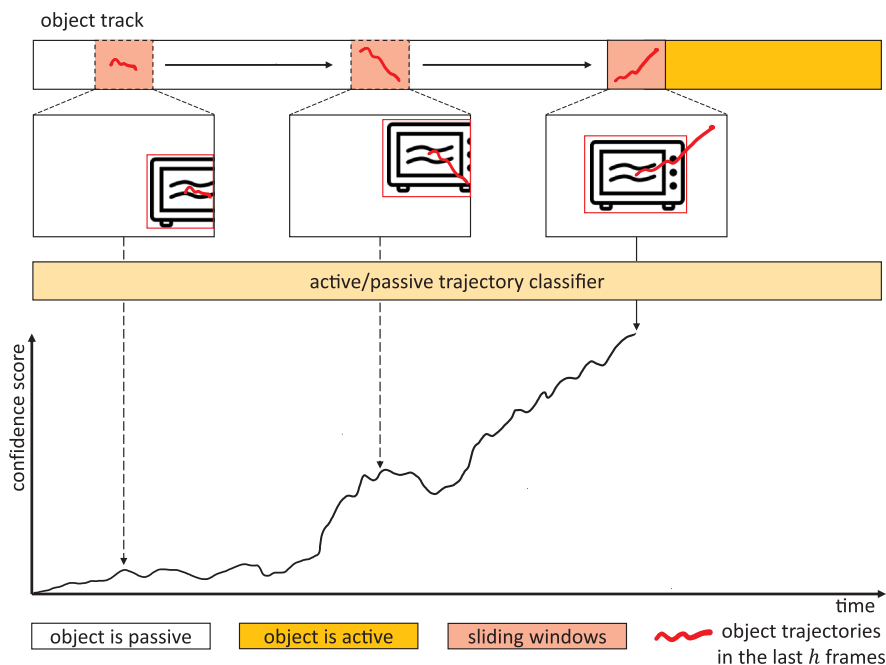 object track
active/passive trajectory classifier
confidence score
time
object is passive
object is active
sliding windows
object trajectories
in the last h frames